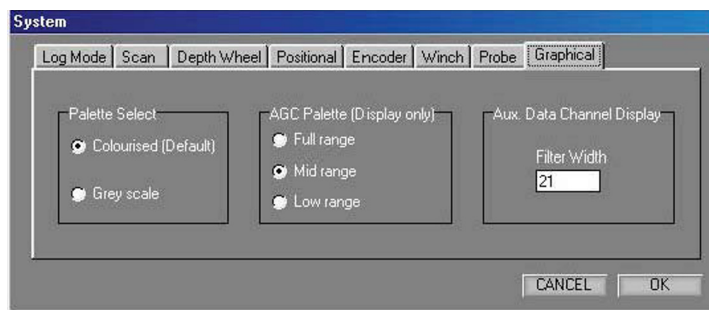 System
Log Mode Scan Depth Wheel Positional Encoder Winch Probe Graphical
Palette Select
Colourised (Default)
Grey scale
AGC Palette (Display only)
Full range
Mid range
Low range
Aux. Data Channel Display
Filter Width
21
CANCEL OK